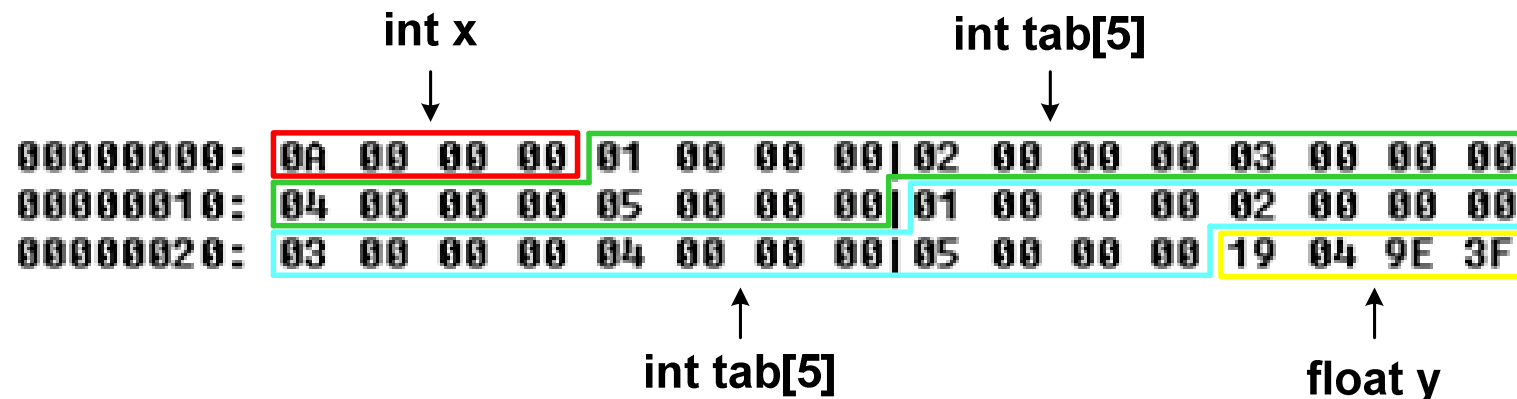 int x int tab[5]
00000000: 0A 00 00 00 01 00 00 00|02 00 00 00 03 00 00 00
00000010: 04 00 00 00 05 00 00 00|01 00 00 00 02 00 00 00
00000020: 03 00 00 00 04 00 00 00|05 00 00 00 19 04 9E 3F
int tab[5] float y